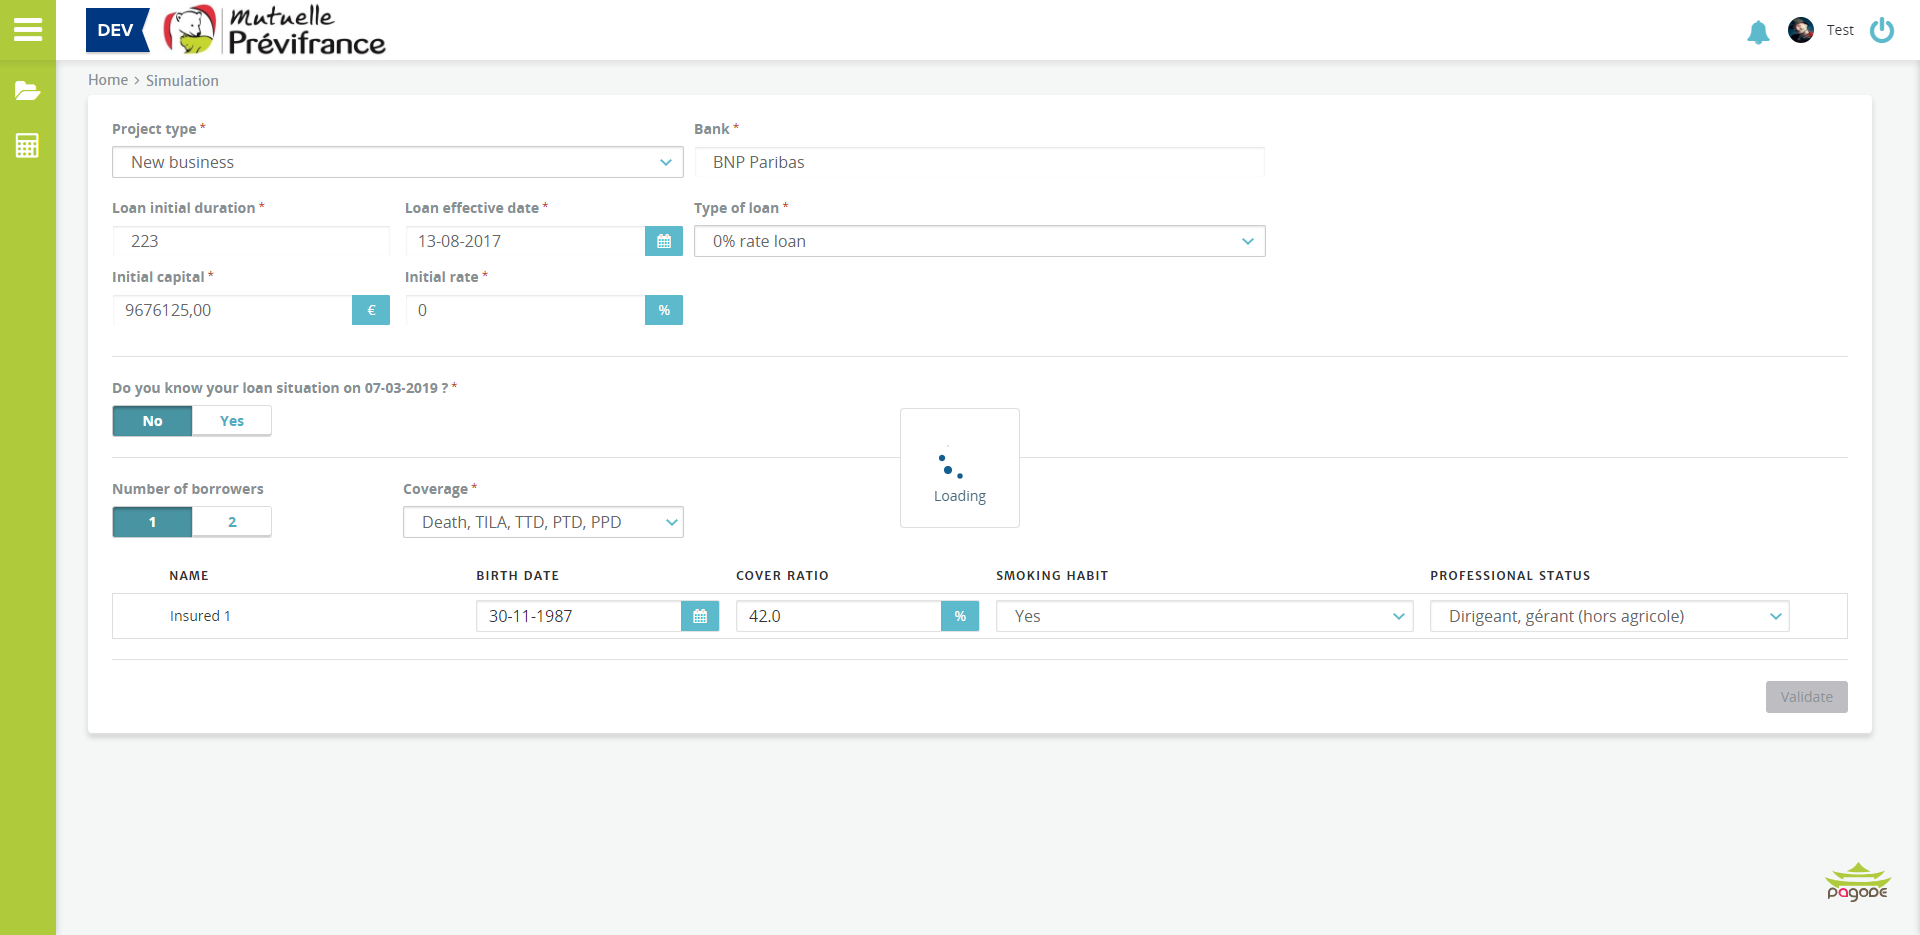 DEV
Mutuelle
Prévifrance
Test
Home > Simulation
Project type *
Bank *
New business
BNP Paribas
Loan initial duration *
Loan effective date *
Type of loan *
223
13-08-2017
0% rate loan
Initial capital *
Initial rate *
9676125,00
€
0
%
Do you know your loan situation on 07-03-2019 ? *
No
Yes
Loading
Number of borrowers
Coverage *
1
2
Death, TILA, TTD, PTD, PPD
NAME
BIRTH DATE
COVER RATIO
SMOKING HABIT
PROFESSIONAL STATUS
Insured 1
30-11-1987
42.0
%
Yes
Dirigeant, gérant (hors agricole)
Validate
pagode